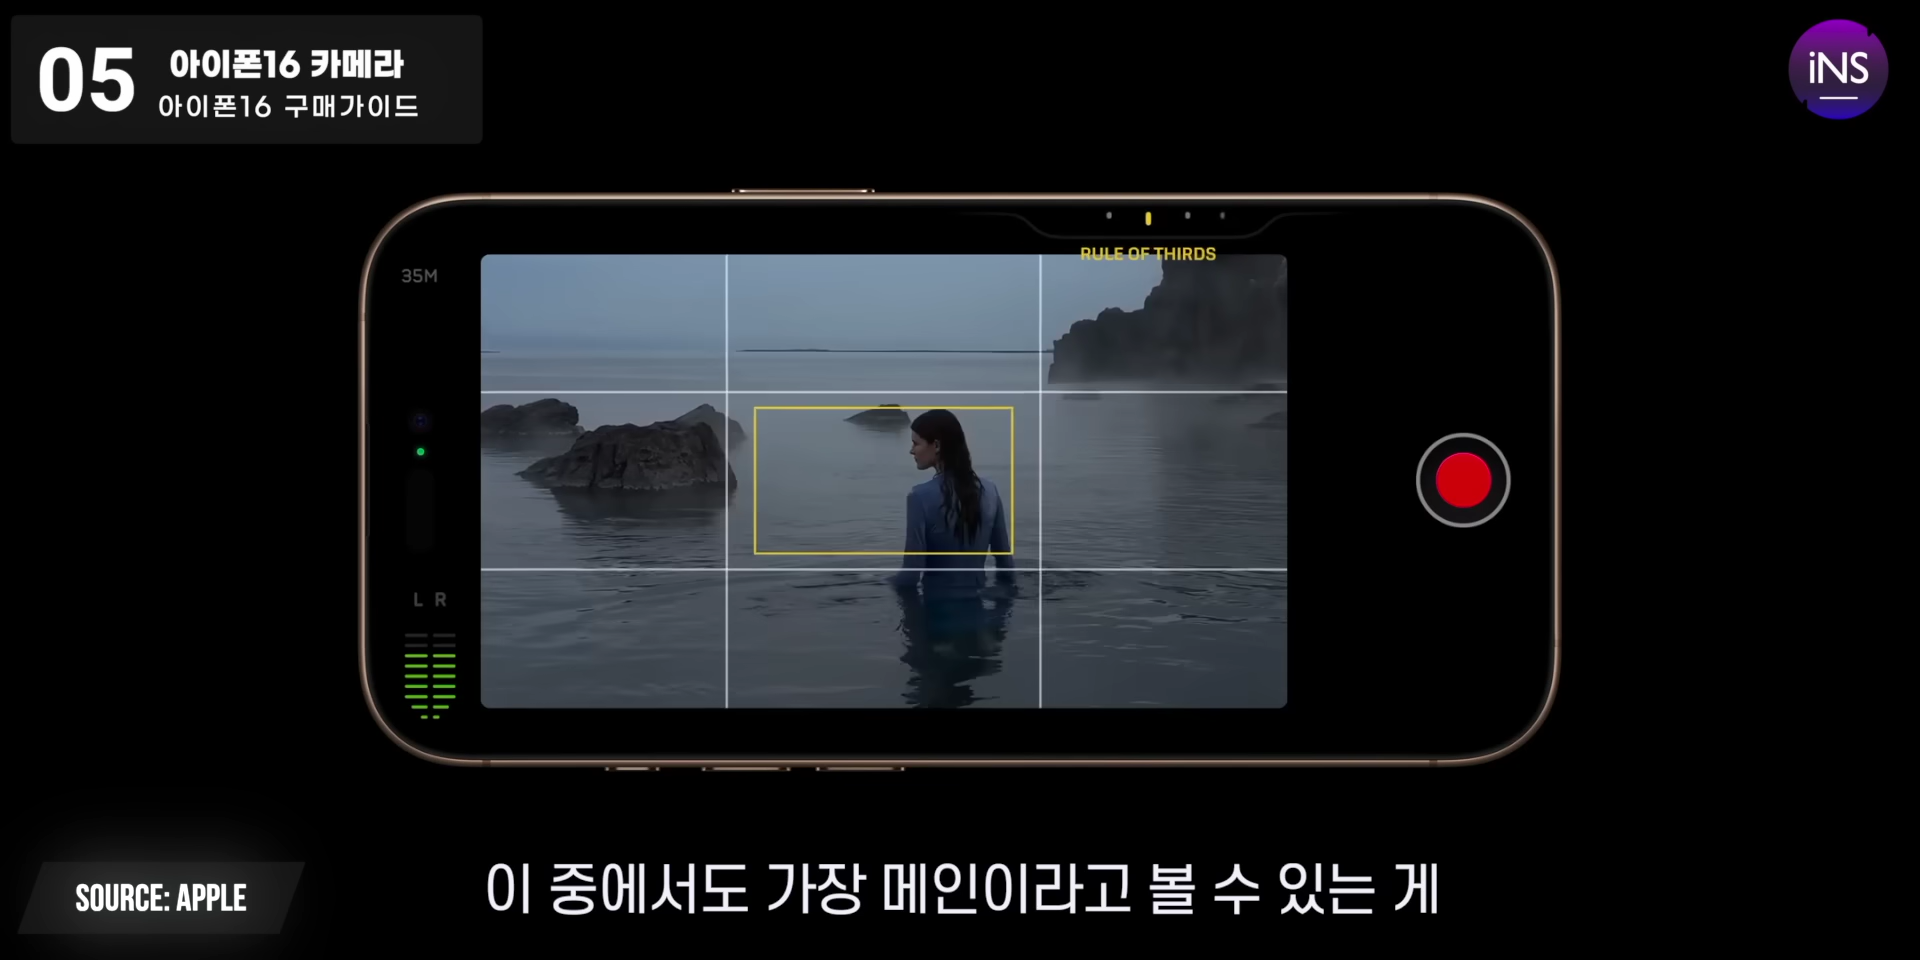 05
아이폰16 카메라
아이폰16 구매가이드
iNS
RULE OF THIRDS
35M
L R
SOURCE: APPLE
이 중에서도 가장 메인이라고 볼 수 있는 게